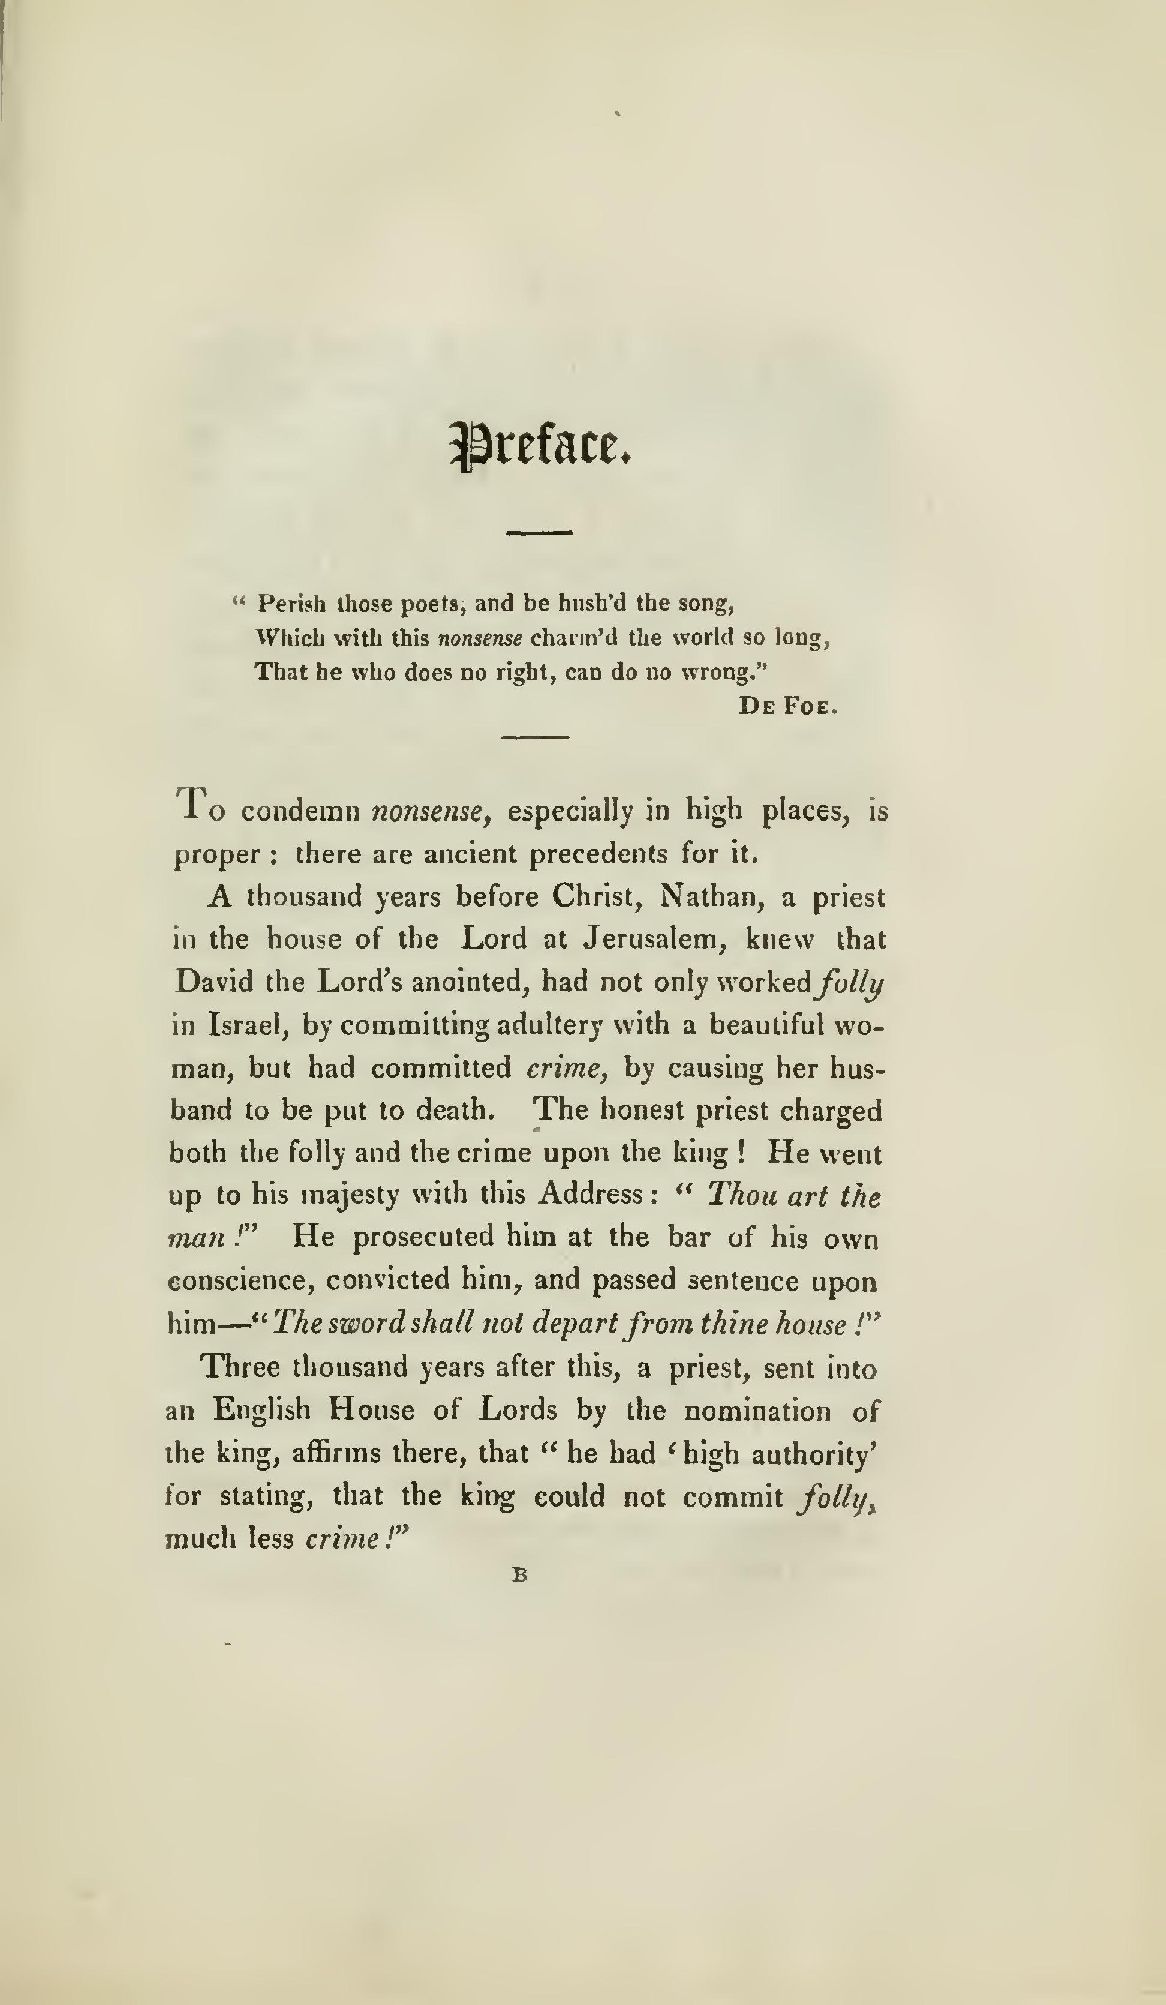 Preface.
“ Perish those poets, and be hush’d the song,
Which with this nonsense charm’d the world so long,
That he who does no right, can do no wrong.”
DE FOE.
To condemn nonsense, especially in high places, is
proper : there are ancient precedents for it.
A thousand years before Christ, Nathan, a priest
in the house of the Lord at Jerusalem, knew that
David the Lord’s anointed, had not only worked folly
in Israel, by committing adultery with a beautiful wo-
man, but had committed crime, by causing her hus-
band to be put to death. The honest priest charged
both the folly and the crime upon the king ! He went
up to his majesty with this Address : “ Thou art the
man !” He prosecuted him at the bar of his own
conscience, convicted him, and passed sentence upon
him—“ The sword shall not depart from thine house !”
Three thousand years after this, a priest, sent into
an English House of Lords by the nomination of
the king, affirms there, that “ he had ‘ high authority’
for stating, that the king could not commit folly,
much less crime !”
B